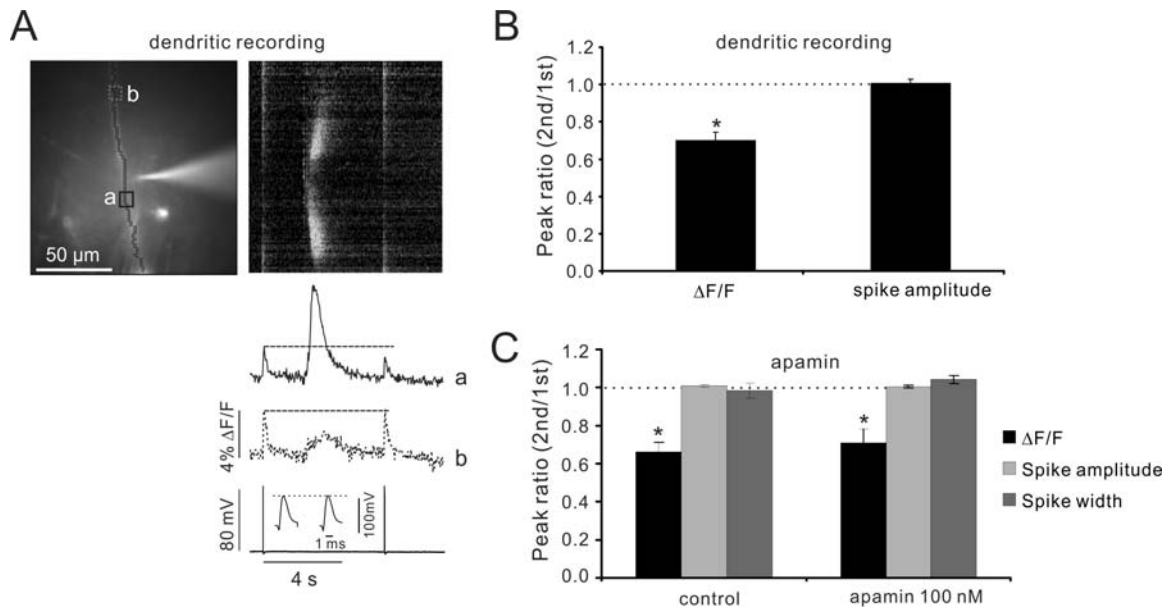 A
dendritic recording
b
a
50 µm
a
4% ΔF/F
b
80 mV
100mV
1 ms
4 s
B
dendritic recording
Peak ratio (2nd/1st)
1.2
1.0
0.8
0.6
0.4
0.2
0.0
*
ΔF/F
spike amplitude
C
apamin
Peak ratio (2nd/1st)
1.2
1.0
0.8
0.6
0.4
0.2
0.0
*
*
control
apamin 100 nM
ΔF/F
Spike amplitude
Spike width